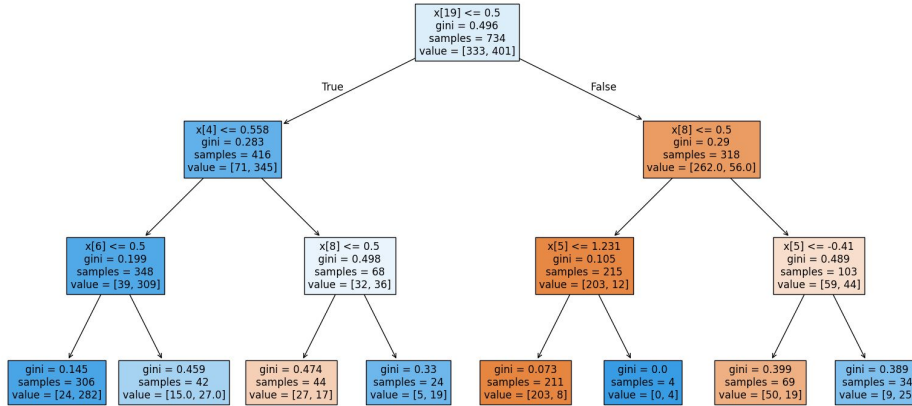 x[19] <= 0.5
gini = 0.496
samples = 734
value = [333, 401]
True
False
x[4] <= 0.558
gini = 0.283
samples = 416
value = [71, 345]
x[8] <= 0.5
gini = 0.29
samples = 318
value = [262.0, 56.0]
x[6] <= 0.5
gini = 0.199
samples = 348
value = [39, 309]
x[8] <= 0.5
gini = 0.498
samples = 68
value = [32, 36]
x[5] <= 1.231
gini = 0.105
samples = 215
value = [203, 12]
x[5] <= -0.41
gini = 0.489
samples = 103
value = [59, 44]
gini = 0.145
samples = 306
value = [24, 282]
gini = 0.459
samples = 42
value = [15.0, 27.0]
gini = 0.474
samples = 44
value = [27, 17]
gini = 0.33
samples = 24
value = [5, 19]
gini = 0.073
samples = 211
value = [203, 8]
gini = 0.0
samples = 4
value = [0, 4]
gini = 0.399
samples = 69
value = [50, 19]
gini = 0.389
samples = 34
value = [9, 25]